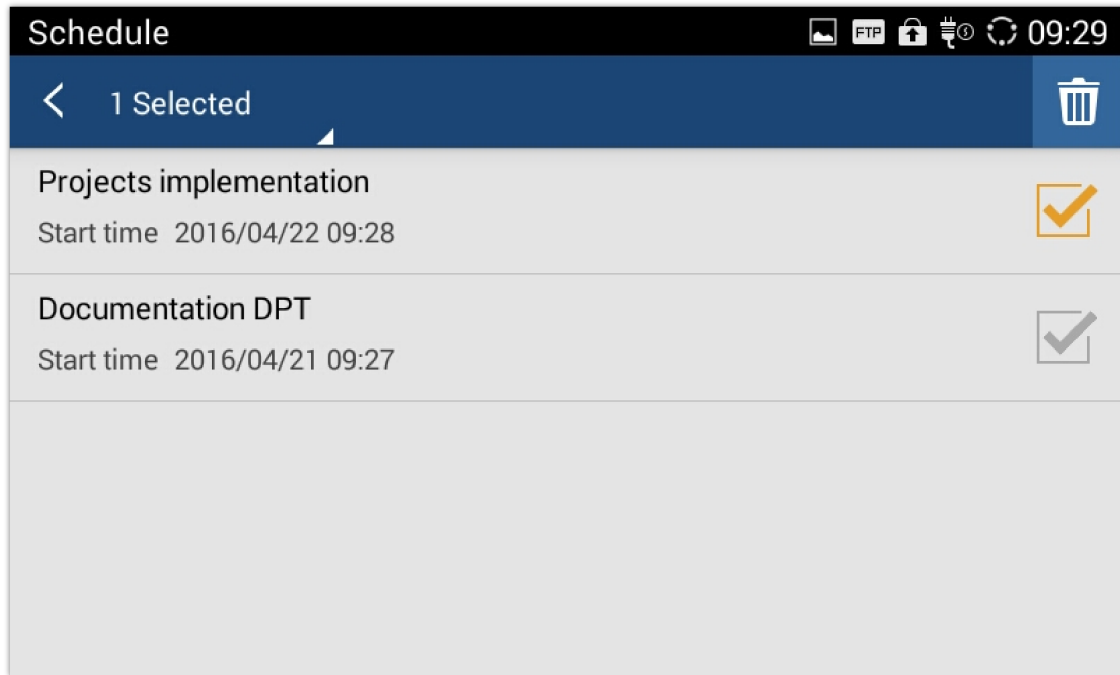 Schedule
FTP
09:29
1 Selected
Projects implementation
Start time 2016/04/22 09:28
Documentation DPT
Start time 2016/04/21 09:27